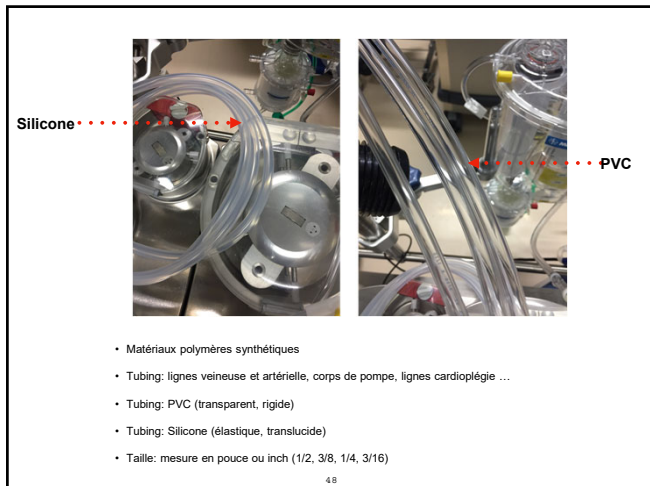 Silicone
PVC
• Matériaux polymères synthétiques
• Tubing: lignes veineuse et artérielle, corps de pompe, lignes cardioplégie ...
• Tubing: PVC (transparent, rigide)
• Tubing: Silicone (élastique, translucide)
• Taille: mesure en pouce ou inch (1/2, 3/8, 1/4, 3/16)
48